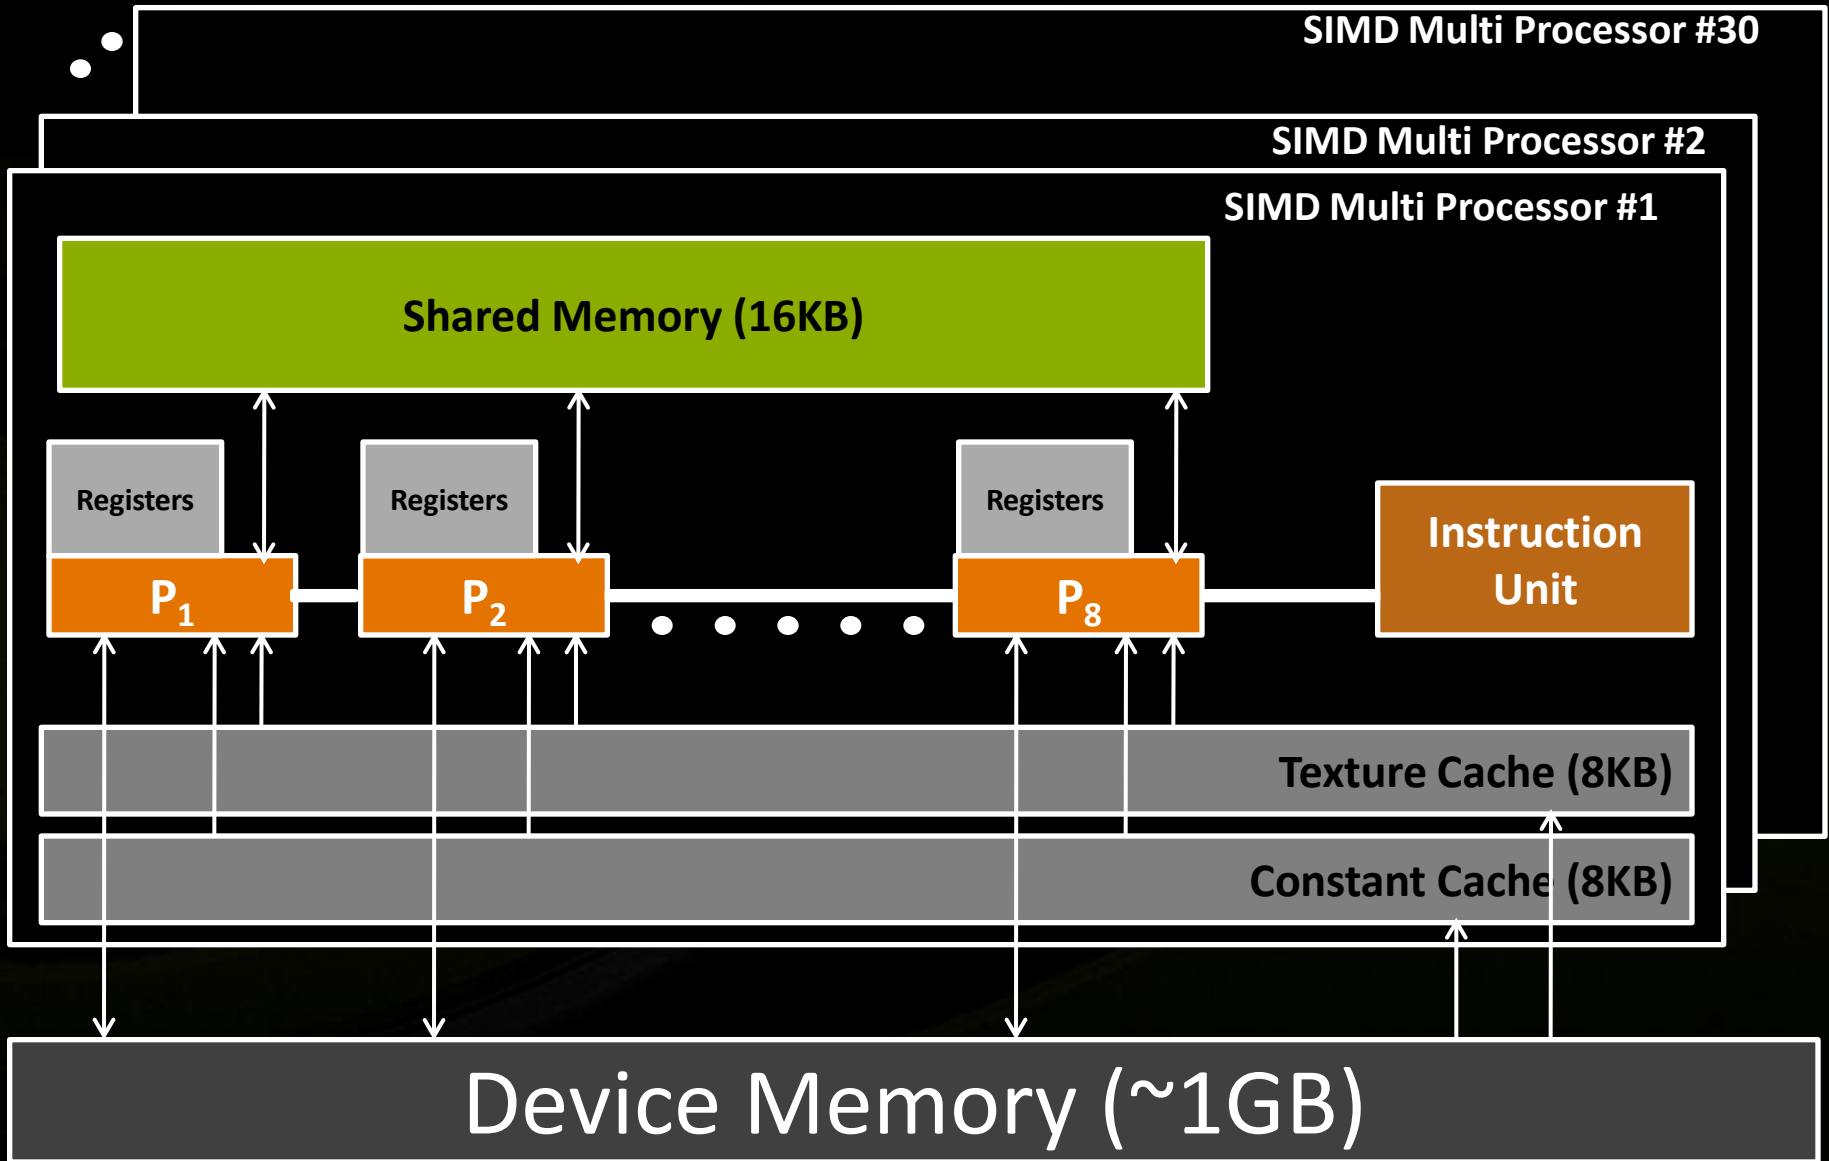 SIMD Multi Processor #30
SIMD Multi Processor #2
SIMD Multi Processor #1
Shared Memory (16KB)
Registers
Registers
Registers
Instruction
Unit
P1
P2
P8
Texture Cache (8KB)
Constant Cache (8KB)
Device Memory (~1GB)